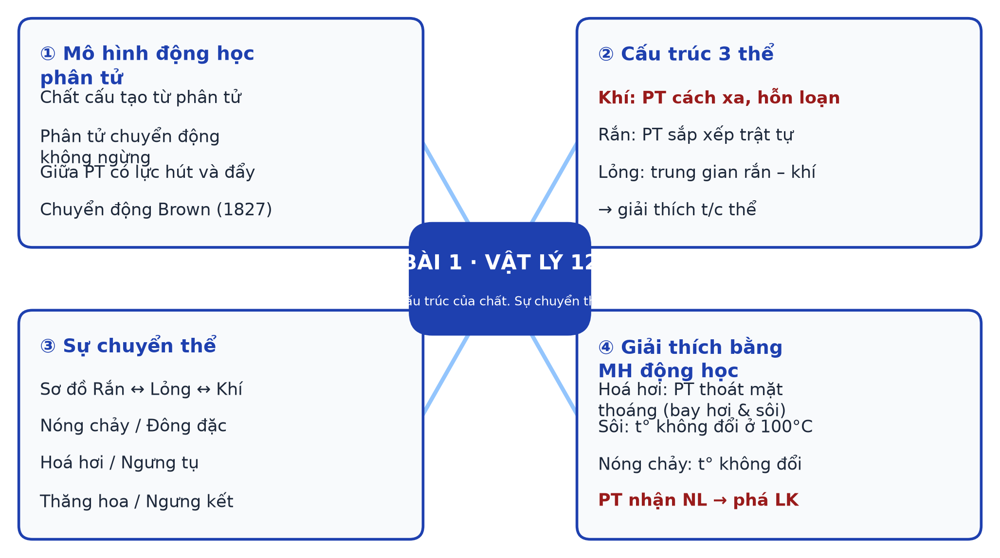 ① Mô hình động học
phân tử
Chất cấu tạo từ phân tử
Phân tử chuyển động
không ngừng
Giữa PT có lực hút và đẩy
Chuyển động Brown (1827)
② Cấu trúc 3 thể
Khí: PT cách xa, hỗn loạn
Rắn: PT sắp xếp trật tự
Lỏng: trung gian rắn – khí
→ giải thích t/c thể
BÀI 1 · VẬT LÝ 12
ấu trúc của chất. Sự chuyển th
③ Sự chuyển thể
Sơ đồ Rắn ↔ Lỏng ↔ Khí
Nóng chảy / Đông đặc
Hoá hơi / Ngưng tụ
Thăng hoa / Ngưng kết
④ Giải thích bằng
MH động học
Hoá hơi: PT thoát mặt
thoáng (bay hơi & sôi)
Sôi: t° không đổi ở 100°C
Nóng chảy: t° không đổi
PT nhận NL → phá LK